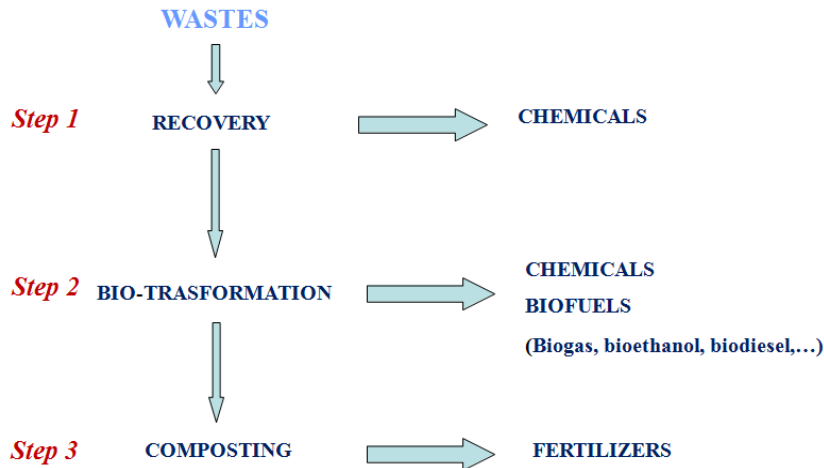 WASTES
Step 1
RECOVERY
CHEMICALS
Step 2
BIO-TRASFORMATION
CHEMICALS
BIOFUELS
(Biogas, bioethanol, biodiesel,…)
Step 3
COMPOSTING
FERTILIZERS